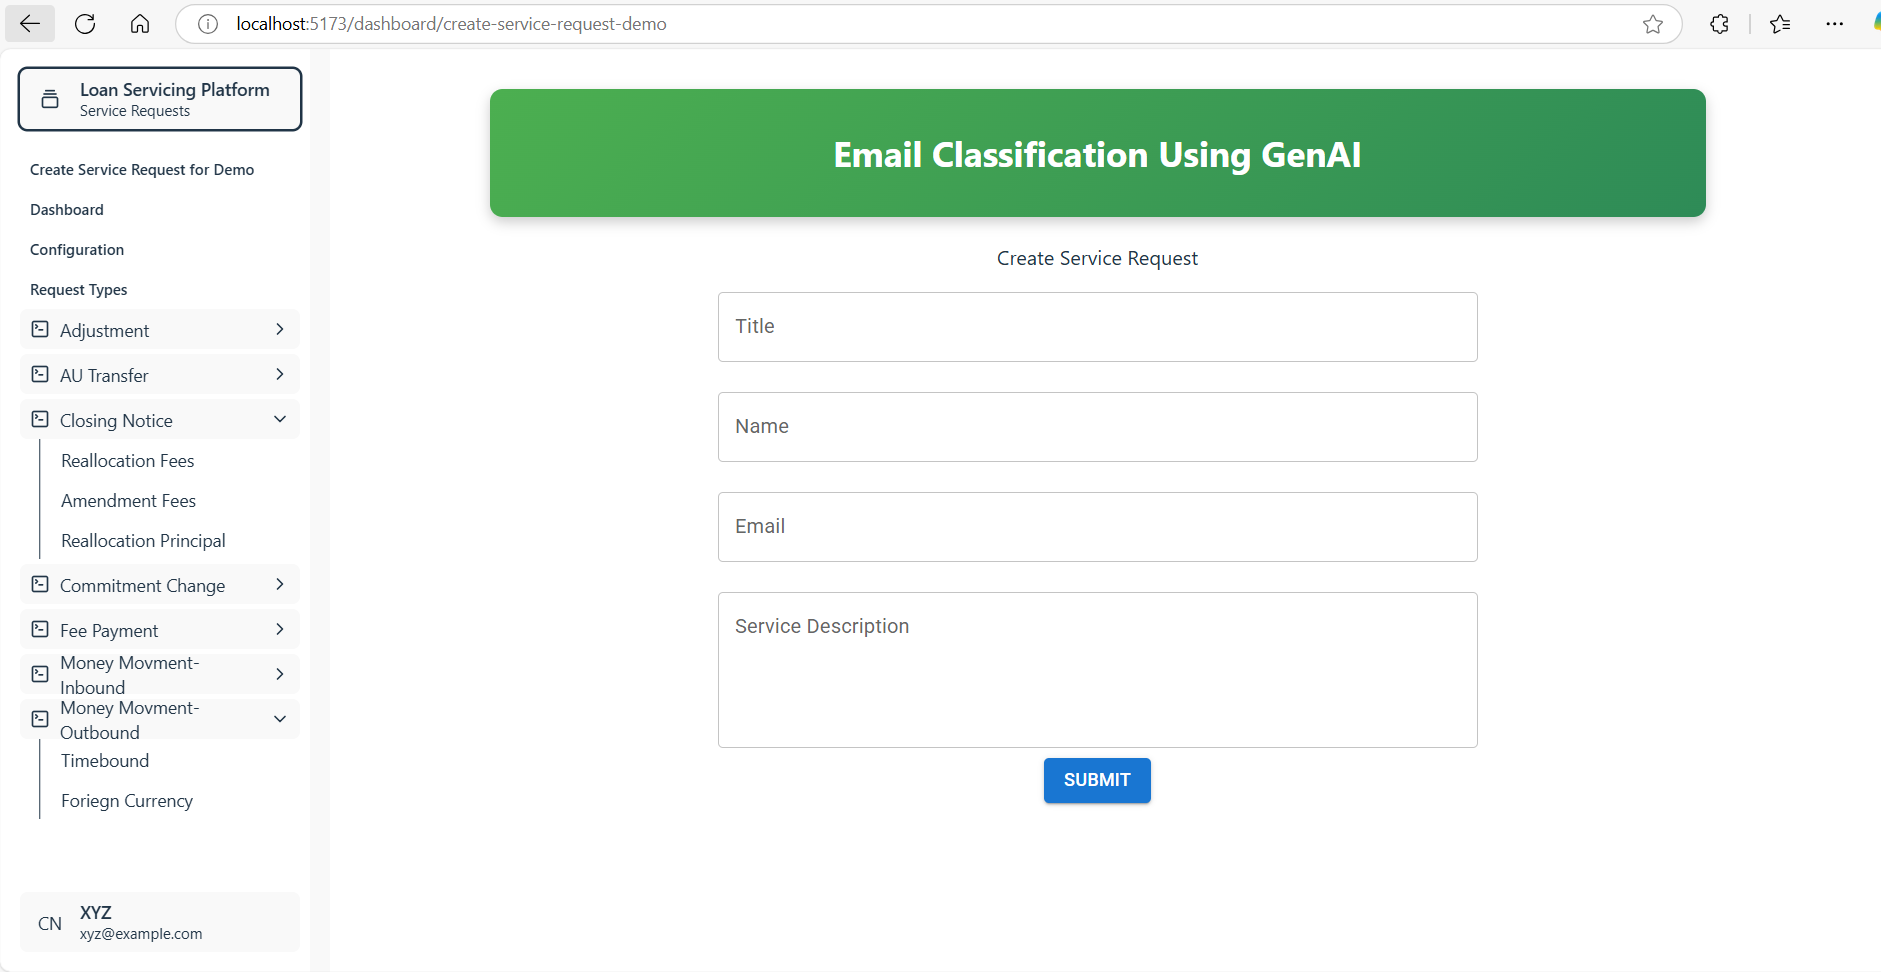 localhost:5173/dashboard/create-service-request-demo
Loan Servicing Platform
Service Requests
Create Service Request for Demo
Dashboard
Configuration
Request Types
Adjustment
AU Transfer
Closing Notice
Reallocation Fees
Amendment Fees
Reallocation Principal
Commitment Change
Fee Payment
Money Movment-
Inbound
Money Movment-
Outbound
Timebound
Foriegn Currency
CN
XYZ
xyz@example.com
Email Classification Using GenAI
Create Service Request
Title
Name
Email
Service Description
SUBMIT